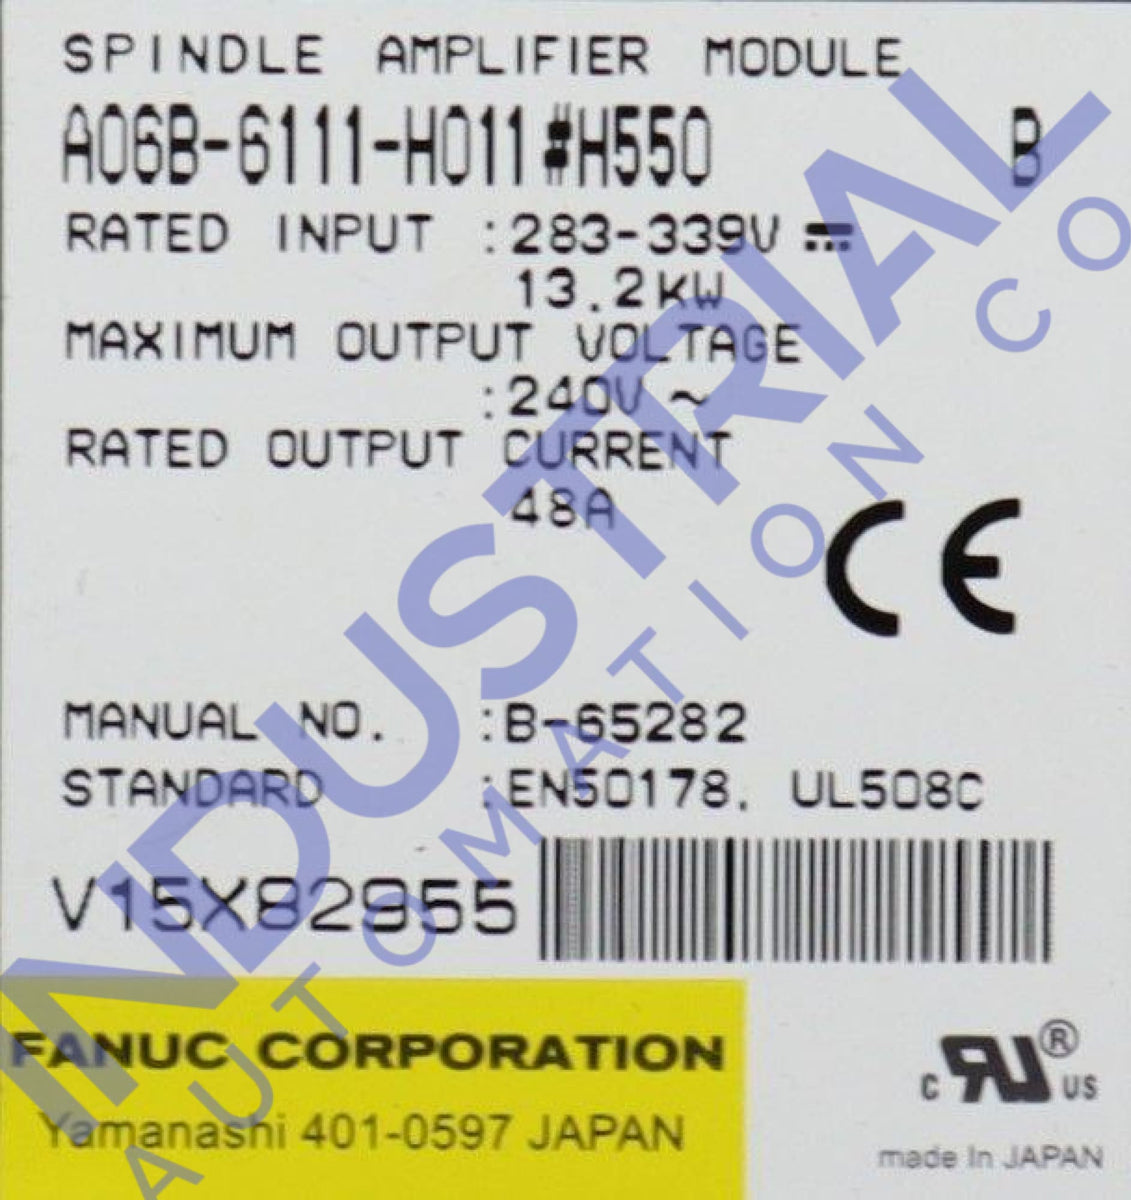 SPINDLE AMPLIFIER MODULE
A06B-6111-H011#H550 B
RATED INPUT :283-339V ⎓
13.2KW
MAXIMUM OUTPUT VOLTAGE
:240V ~
RATED OUTPUT CURRENT
48A
CE
MANUAL NO. :B-65282
STANDARD :EN50178. UL508C
FANUC CORPORATION
Yamanashi 401-0597 JAPAN
C RU® US
made In JAPAN
INDUSTRIAL
AUTOMATION CO